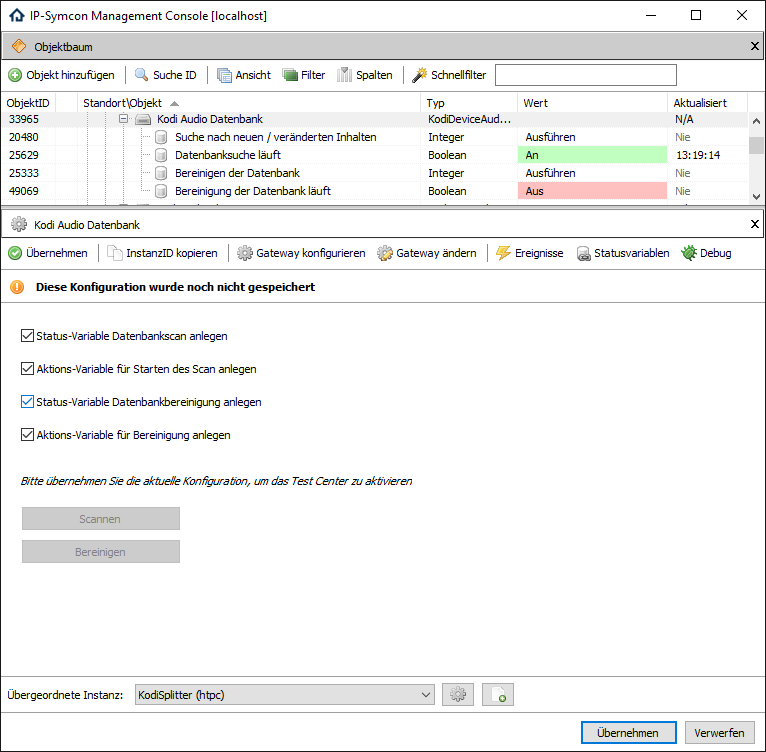 IP-Symcon Management Console [localhost]
Objektbaum X
Objekt hinzufügen Suche ID Ansicht Filter Spalten Schnellfilter
ObjektID Standort\Objekt Typ Wert Aktualisiert
33965 Kodi Audio Datenbank KodiDeviceAud... N/A
20480 Suche nach neuen / veränderten Inhalten Integer Ausführen Nie
25629 Datenbanksuche läuft Boolean An 13:19:14
25333 Bereinigen der Datenbank Integer Ausführen Nie
49069 Bereinigung der Datenbank läuft Boolean Aus Nie
Kodi Audio Datenbank X
Übernehmen InstanzID kopieren Gateway konfigurieren Gateway ändern Ereignisse Statusvariablen Debug
Diese Konfiguration wurde noch nicht gespeichert
Status-Variable Datenbankscan anlegen
Aktions-Variable für Starten des Scan anlegen
Status-Variable Datenbankbereinigung anlegen
Aktions-Variable für Bereinigung anlegen
Bitte übernehmen Sie die aktuelle Konfiguration, um das Test Center zu aktivieren
Scannen
Bereinigen
Übergeordnete Instanz: KodiSplitter (htpc)
Übernehmen Verwerfen